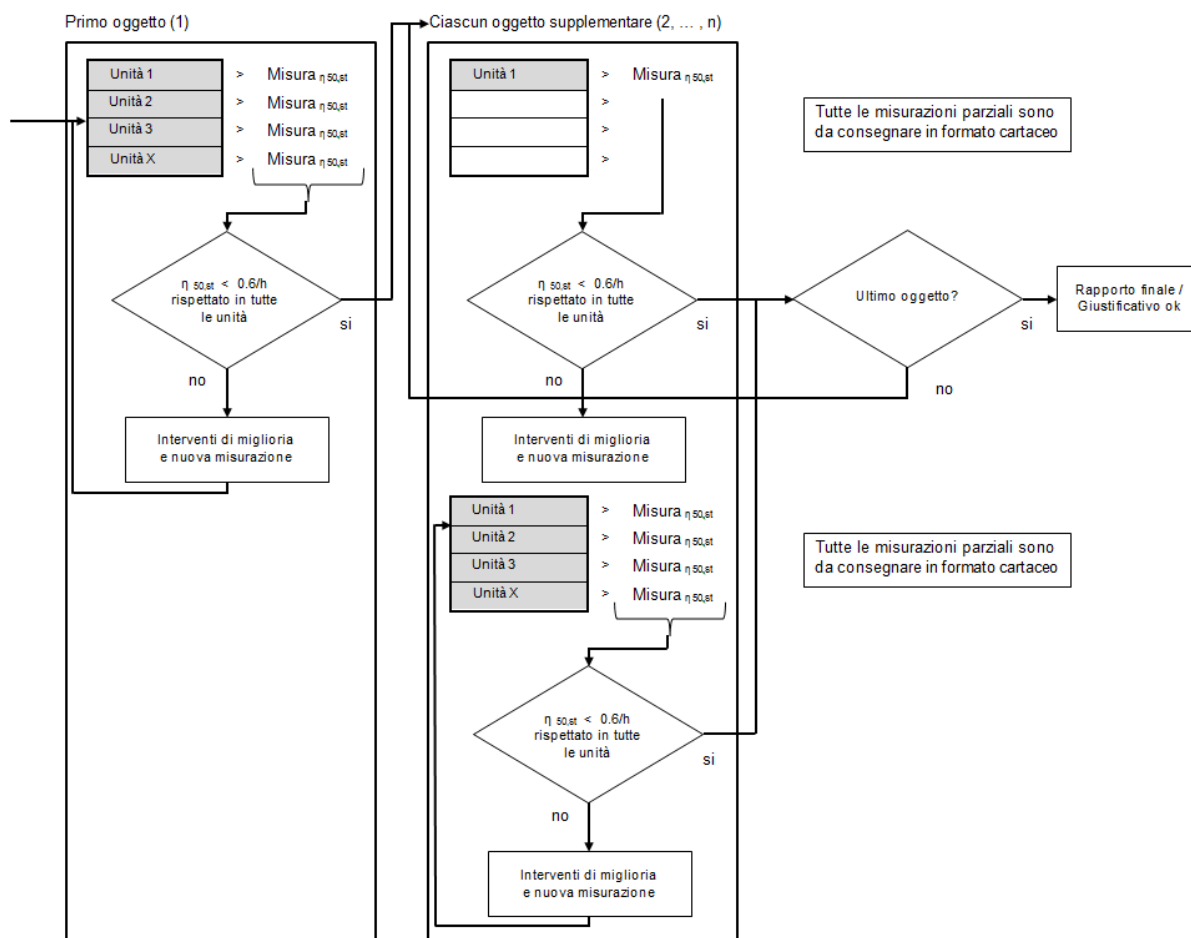 Primo oggetto (1)
Unità 1 > Misura η 50,st
Unità 2 > Misura η 50,st
Unità 3 > Misura η 50,st
Unità X > Misura η 50,st
η 50,st < 0.6/h
rispettato in tutte
le unità
si
no
Interventi di miglioria
e nuova misurazione
Ciascun oggetto supplementare (2, ... , n)
Unità 1 > Misura η 50,st
>
>
>
η 50,st < 0.6/h
rispettato in tutte
le unità
si
no
Interventi di miglioria
e nuova misurazione
Unità 1 > Misura η 50,st
Unità 2 > Misura η 50,st
Unità 3 > Misura η 50,st
Unità X > Misura η 50,st
η 50,st < 0.6/h
rispettato in tutte
le unità
si
no
Interventi di miglioria
e nuova misurazione
Tutte le misurazioni parziali sono
da consegnare in formato cartaceo
Ultimo oggetto?
si
no
Rapporto finale /
Giustificativo ok
Tutte le misurazioni parziali sono
da consegnare in formato cartaceo